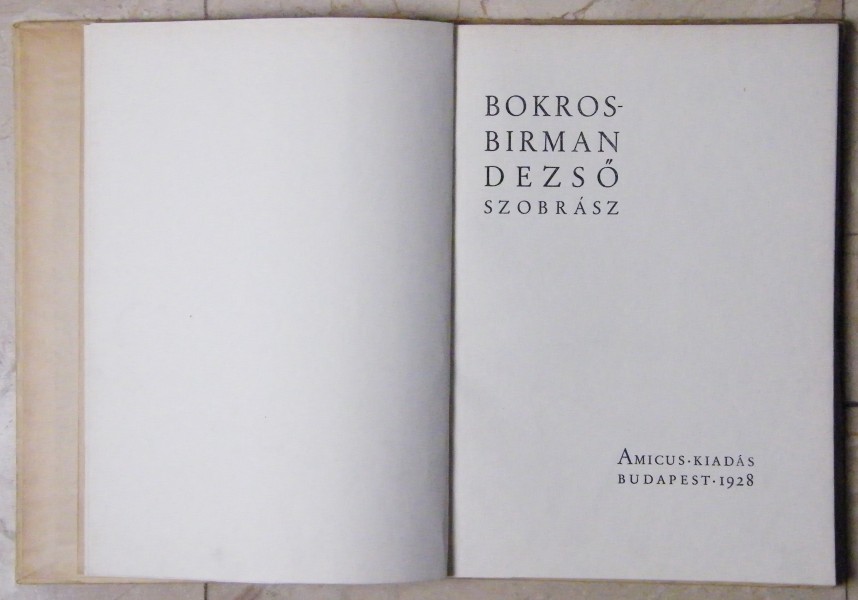 BOKROS-
BIRMAN
DEZSŐ
SZOBRÁSZ
AMICUS·KIADÁS
BUDAPEST·1928